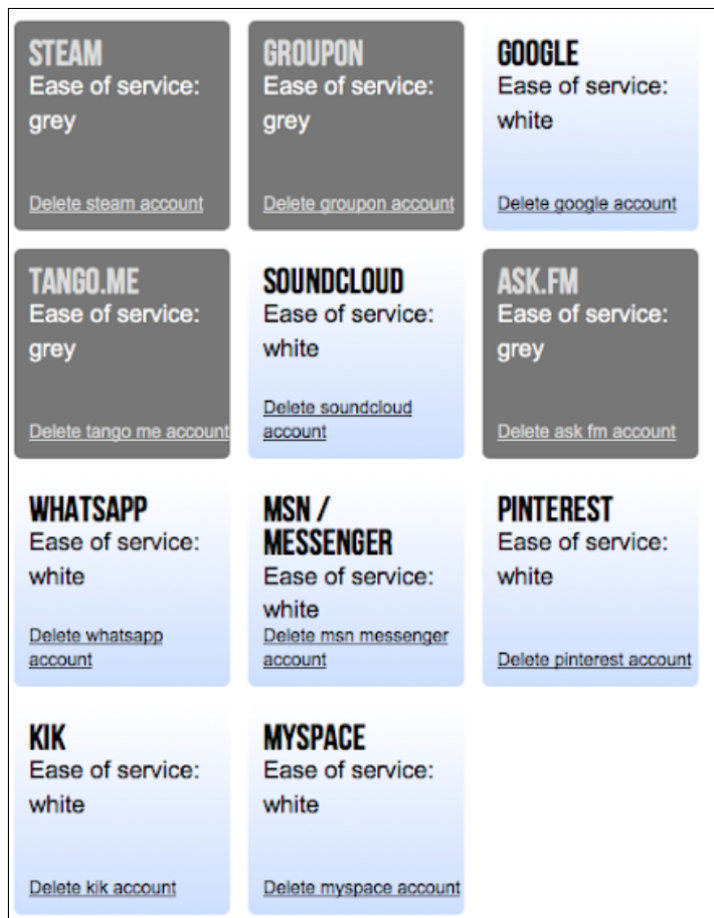 STEAM
Ease of service:
grey
Delete steam account
GROUPON
Ease of service:
grey
Delete groupon account
GOOGLE
Ease of service:
white
Delete google account
TANGO.ME
Ease of service:
grey
Delete tango me account
SOUNDCLOUD
Ease of service:
white
Delete soundcloud
account
ASK.FM
Ease of service:
grey
Delete ask fm account
WHATSAPP
Ease of service:
white
Delete whatsapp
account
MSN /
MESSENGER
Ease of service:
white
Delete msn messenger
account
PINTEREST
Ease of service:
white
Delete pinterest account
KIK
Ease of service:
white
Delete kik account
MYSPACE
Ease of service:
white
Delete myspace account